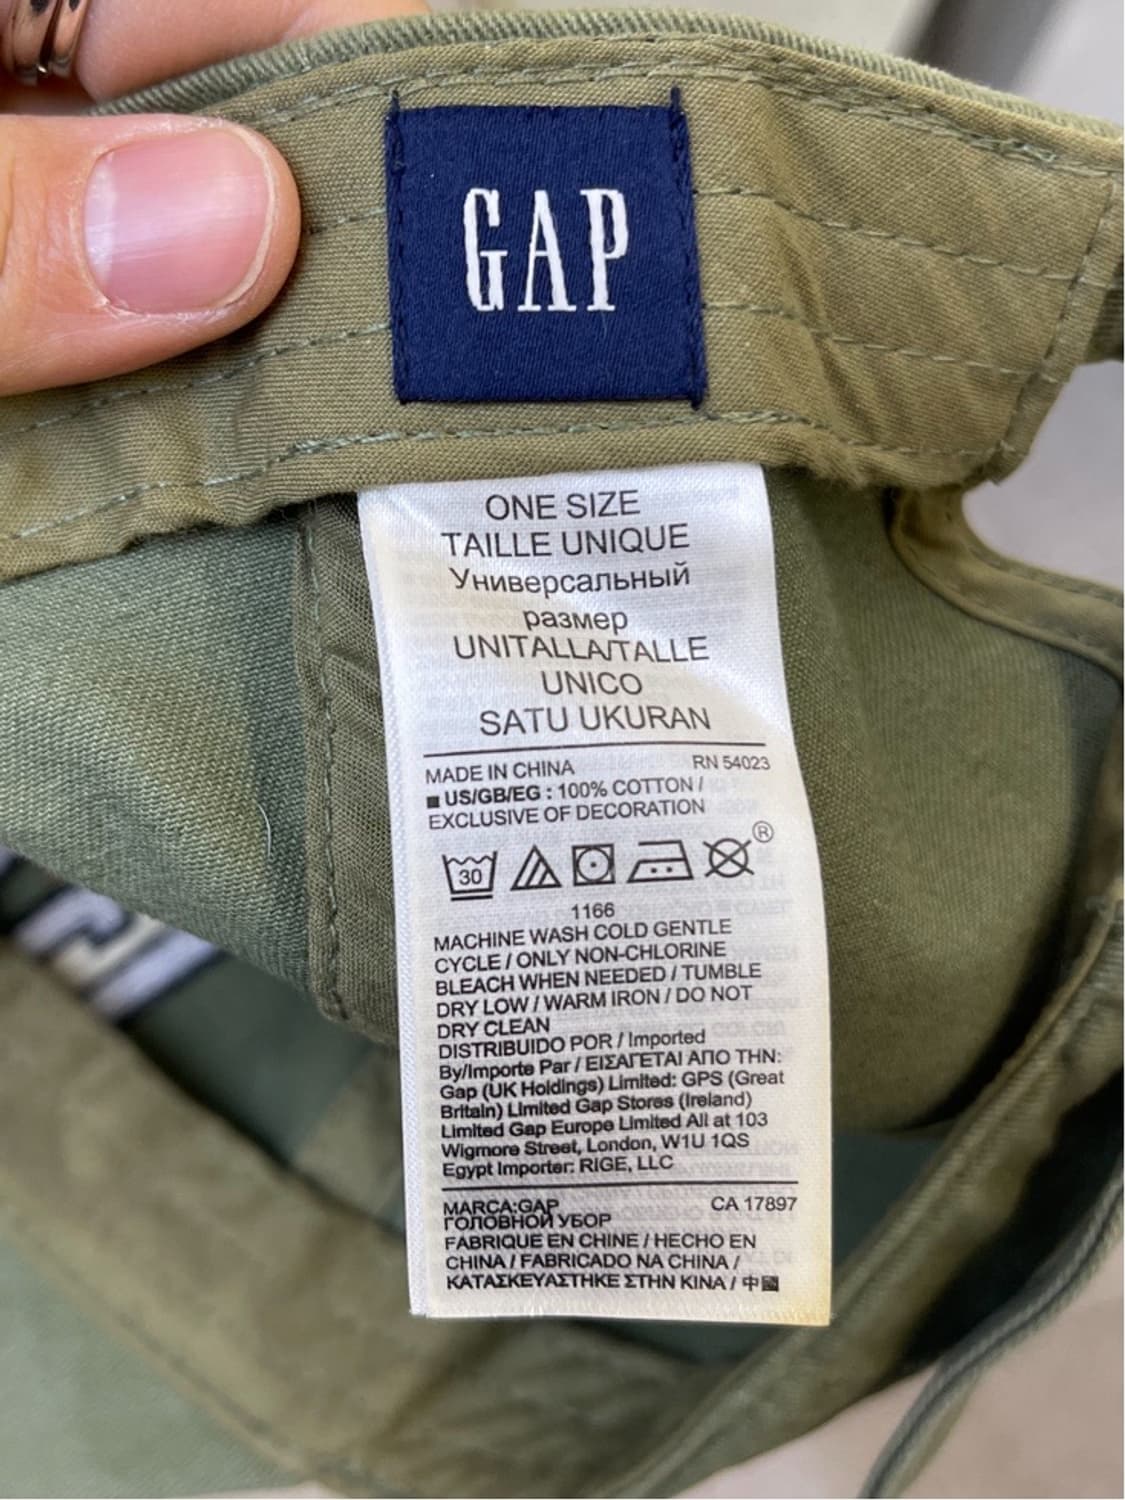 GAP
ONE SIZE
TAILLE UNIQUE
Универсальный
размер
UNITALLA/TALLE
UNICO
SATU UKURAN
MADE IN CHINA RN 54023
US/GB/EG : 100% COTTON /
EXCLUSIVE OF DECORATION
30 ®
1166
MACHINE WASH COLD GENTLE
CYCLE / ONLY NON-CHLORINE
BLEACH WHEN NEEDED / TUMBLE
DRY LOW / WARM IRON / DO NOT
DRY CLEAN
DISTRIBUIDO POR / Imported
By/Importe Par / ΕΙΣΑΓΕΤΑΙ ΑΠΟ ΤΗΝ:
Gap (UK Holdings) Limited: GPS (Great
Britain) Limited Gap Stores (Ireland)
Limited Gap Europe Limited All at 103
Wigmore Street, London, W1U 1QS
Egypt Importer: RIGE, LLC
MARCA:GAP CA 17897
ГОЛОВНОЙ УБОР
FABRIQUE EN CHINE / HECHO EN
CHINA / FABRICADO NA CHINA /
ΚΑΤΑΣΚΕΥΑΣΤΗΚΕ ΣΤΗΝ ΚΙΝΑ / 中國